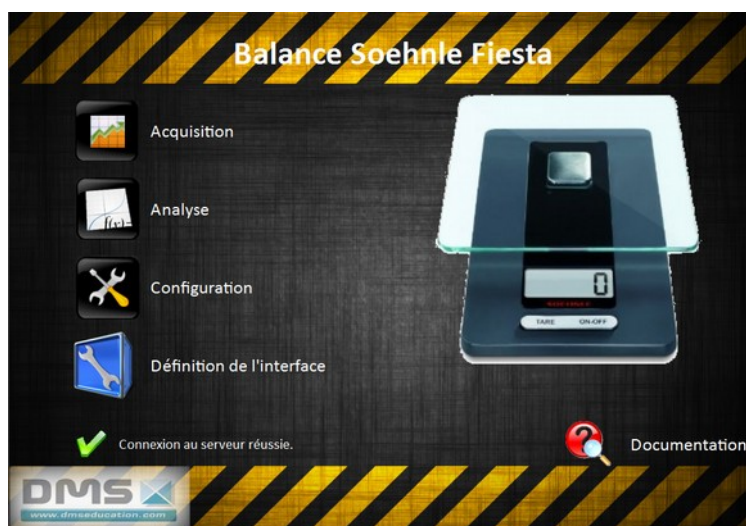 Balance Soehnle Fiesta
Acquisition
Analyse
f(x)=
Configuration
0
SOEHNLE
TARE ON-OFF
Définition de l'interface
Connexion au serveur réussie.
Documentation
DMS
www.dmseducation.com